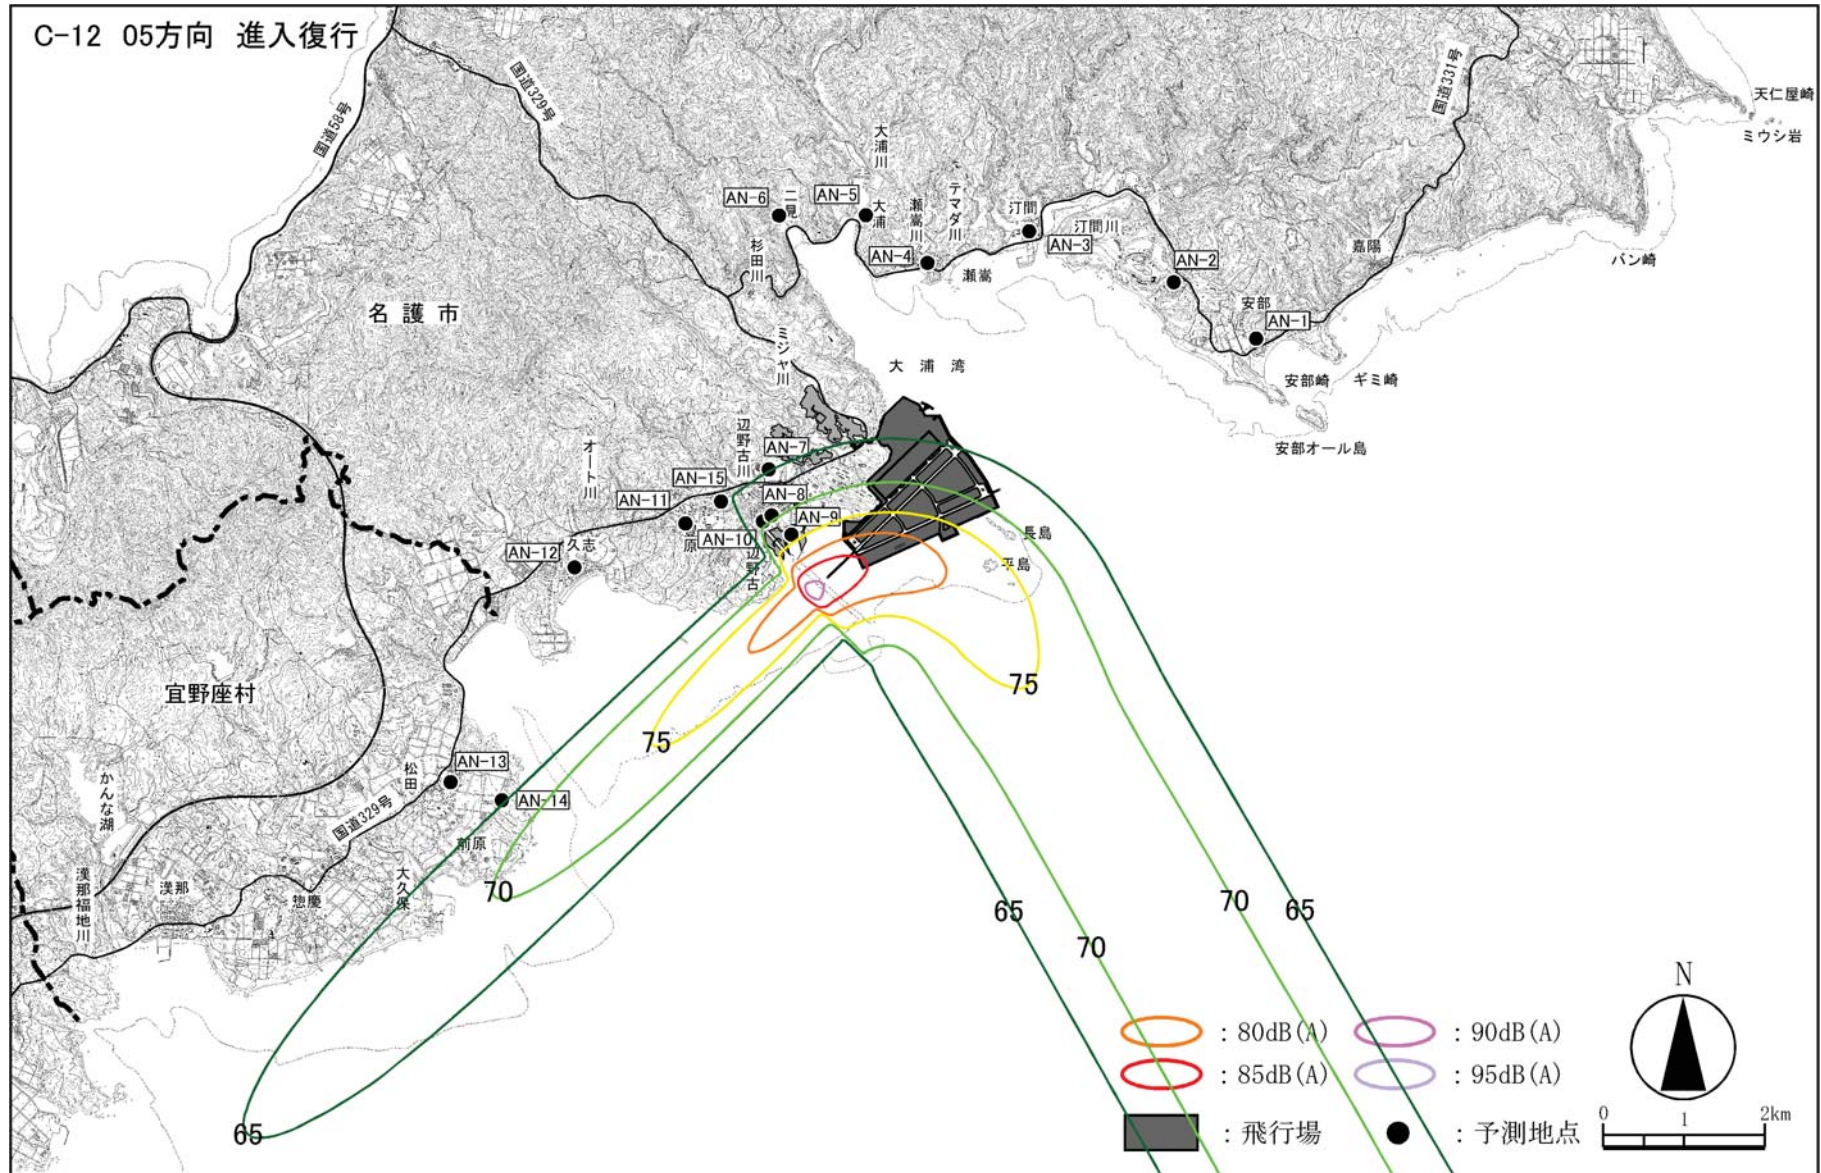 C-12 05方向 進入復行
国道58号
国道329号
国道331号
天仁屋崎
ミウシ岩
大浦川
AN-6
二見
AN-5
大浦
瀬嵩川
テマダ川
汀間
汀間川
AN-3
AN-4
瀬嵩
杉田川
AN-2
嘉陽
バン崎
安部
AN-1
名護市
ミジャ川
大浦湾
安部崎
ギミ崎
安部オール島
辺野古川
オート川
AN-7
AN-15
AN-8
AN-11
AN-9
AN-10
原
辺野古
長島
平島
AN-12
久志
宜野座村
75
75
かんな湖
松田
AN-13
AN-14
国道329号
前原
漢那福地川
漢那
惣慶
大久保
70
65
70
70
65
65
N
:80dB(A)
:90dB(A)
:85dB(A)
:95dB(A)
:飛行場
:予測地点
0 1 2km